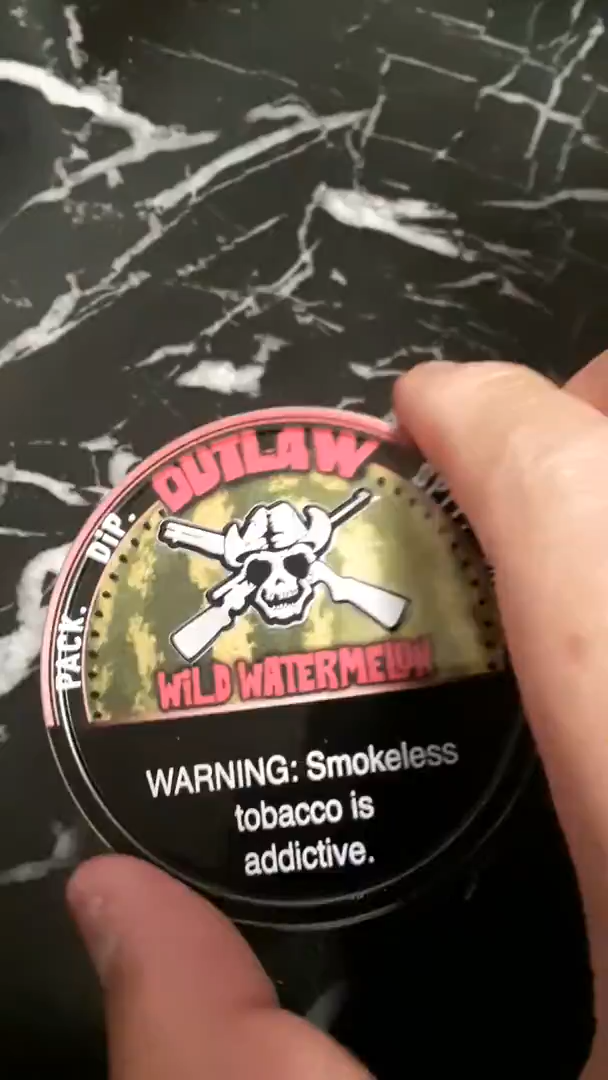 OUTLAW
PACK. DiP.
WiLD WATERMELON
WARNING: Smokeless
tobacco is
addictive.